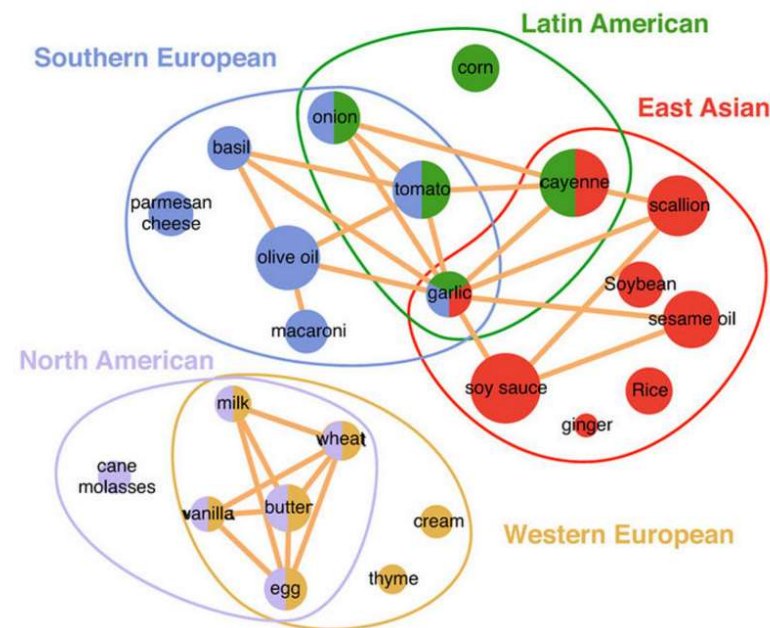 Latin American
Southern European
corn
East Asian
onion
basil
tomato
cayenne
parmesan
cheese
scallion
olive oil
Soybean
garlic
sesame oil
macaroni
North American
soy sauce
Rice
milk
ginger
wheat
cane
molasses
vanilla
butter
cream
Western European
thyme
egg